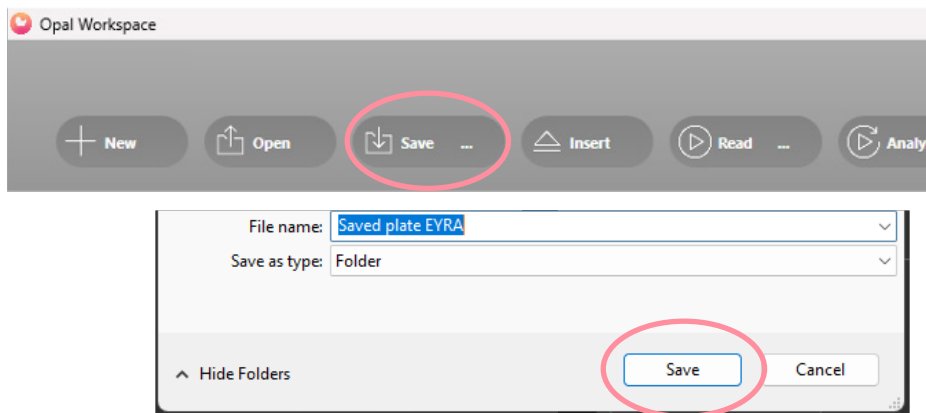 Opal Workspace
New Open Save ... Insert Read ... Analy
File name: Saved plate EYRA
Save as type: Folder
Hide Folders Save Cancel